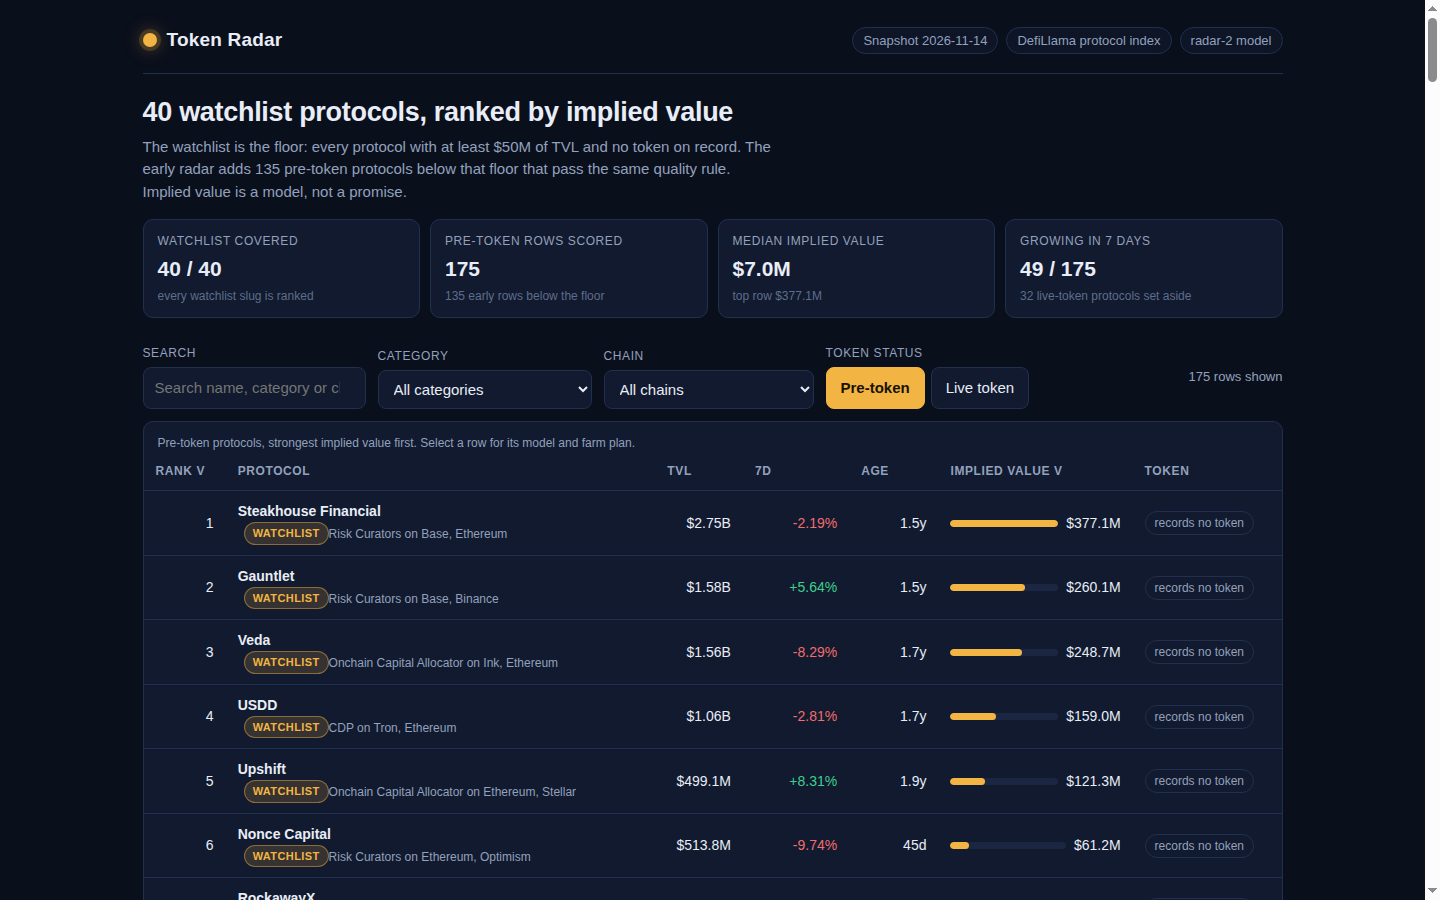 Token Radar
Snapshot 2026-11-14
DefiLlama protocol index
radar-2 model
40 watchlist protocols, ranked by implied value
The watchlist is the floor: every protocol with at least $50M of TVL and no token on record. The
early radar adds 135 pre-token protocols below that floor that pass the same quality rule.
Implied value is a model, not a promise.
WATCHLIST COVERED
40 / 40
every watchlist slug is ranked
PRE-TOKEN ROWS SCORED
175
135 early rows below the floor
MEDIAN IMPLIED VALUE
$7.0M
top row $377.1M
GROWING IN 7 DAYS
49 / 175
32 live-token protocols set aside
SEARCH
Search name, category or
CATEGORY
All categories
CHAIN
All chains
TOKEN STATUS
Pre-token
Live token
175 rows shown
Pre-token protocols, strongest implied value first. Select a row for its model and farm plan.
RANK V PROTOCOL TVL 7D AGE IMPLIED VALUE V TOKEN
1 Steakhouse Financial $2.75B -2.19% 1.5y $377.1M records no token
WATCHLIST Risk Curators on Base, Ethereum
2 Gauntlet $1.58B +5.64% 1.5y $260.1M records no token
WATCHLIST Risk Curators on Base, Binance
3 Veda $1.56B -8.29% 1.7y $248.7M records no token
WATCHLIST Onchain Capital Allocator on Ink, Ethereum
4 USDD $1.06B -2.81% 1.7y $159.0M records no token
WATCHLIST CDP on Tron, Ethereum
5 Upshift $499.1M +8.31% 1.9y $121.3M records no token
WATCHLIST Onchain Capital Allocator on Ethereum, Stellar
6 Nonce Capital $513.8M -9.74% 45d $61.2M records no token
WATCHLIST Risk Curators on Ethereum, Optimism
RockawayX